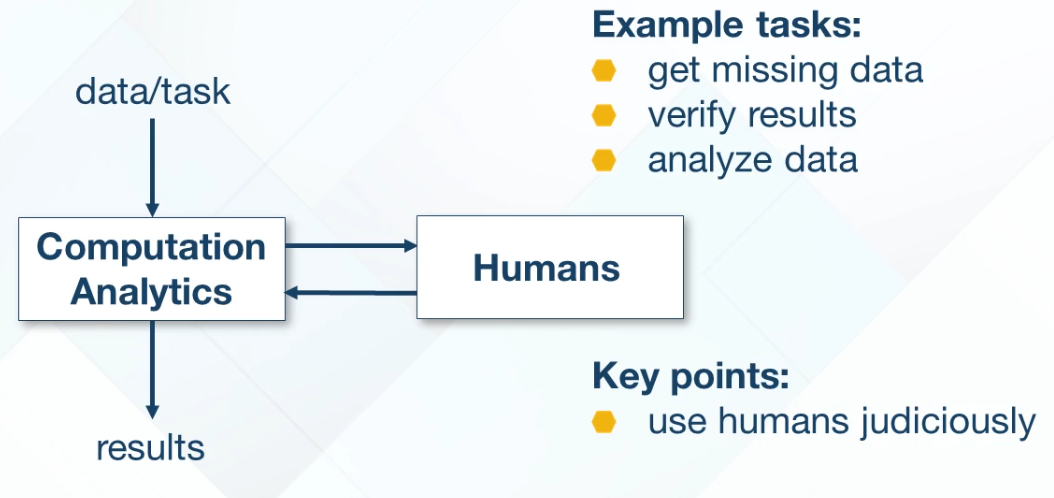 data/task
Computation
Analytics
Humans
results
Example tasks:
get missing data
verify results
analyze data
Key points:
use humans judiciously